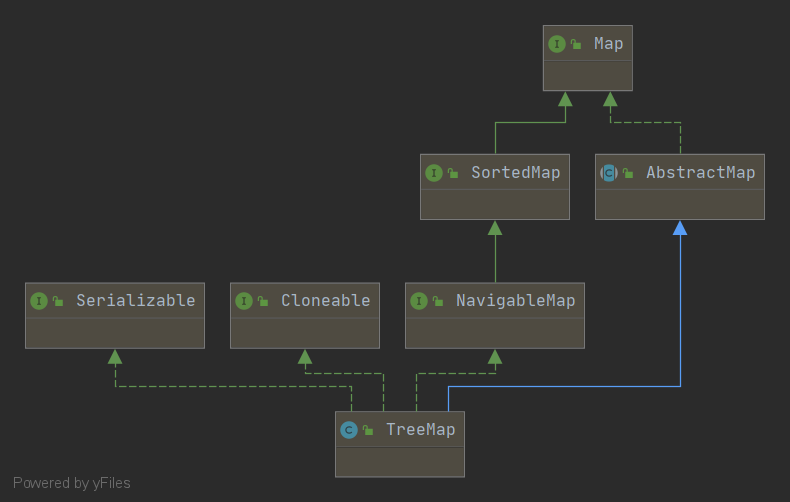 I Map
I SortedMap
C AbstractMap
I Serializable
I Cloneable
I NavigableMap
C TreeMap
Powered by yFiles